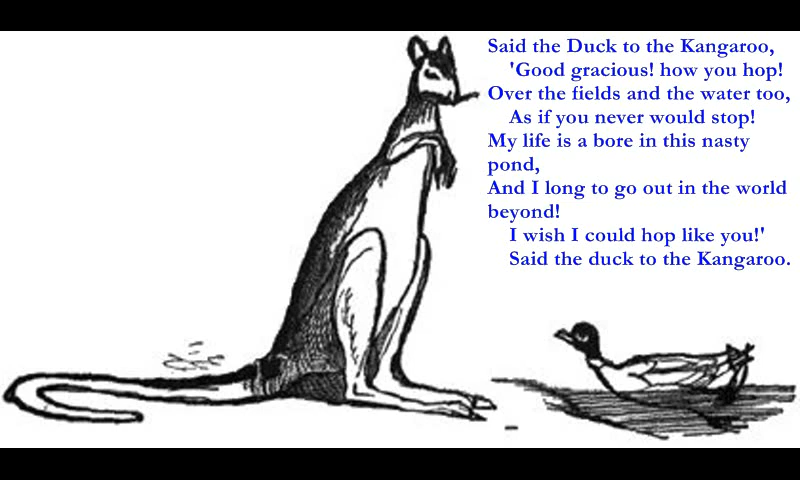 Said the Duck to the Kangaroo,
'Good gracious! how you hop!
Over the fields and the water too,
As if you never would stop!
My life is a bore in this nasty
pond,
And I long to go out in the world
beyond!
I wish I could hop like you!'
Said the duck to the Kangaroo.